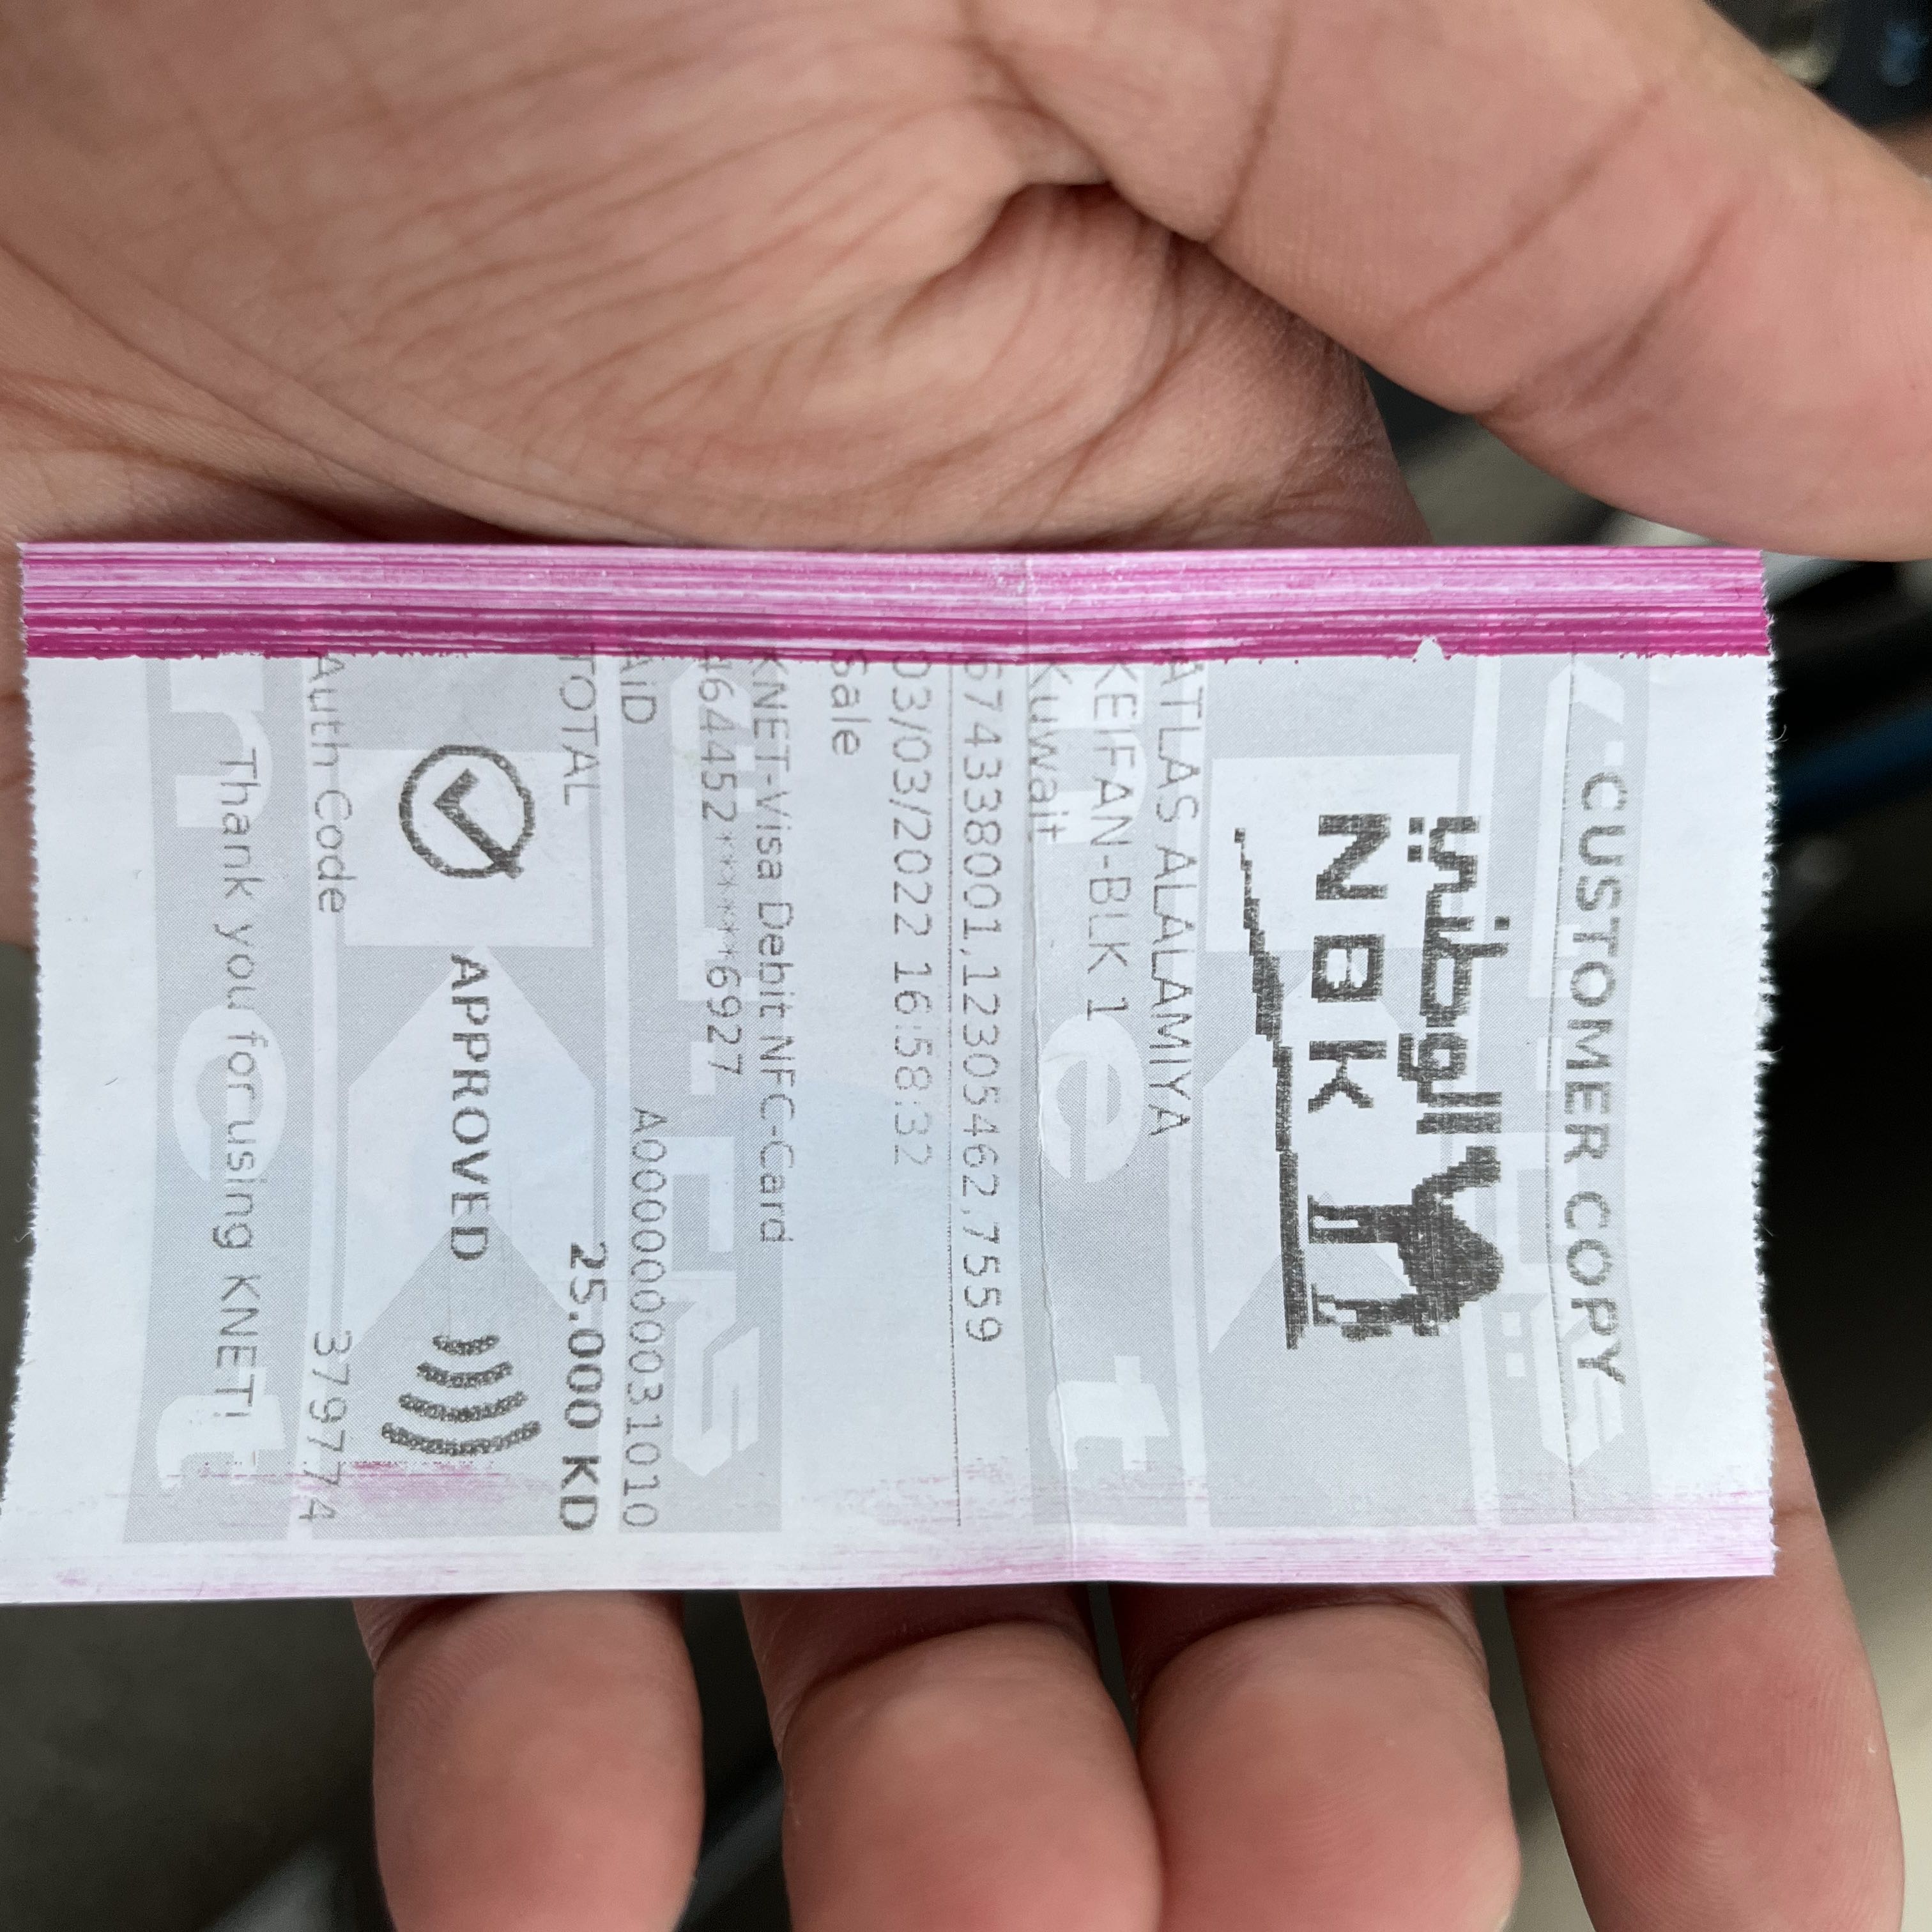 CUSTOMER COPY
الوطني
NBK
ATLAS ALALAMIYA
KEIFAN-BLK 1
Kuwait
674338001,12305462,7559
03/03/2022 16:58:32
Sale
KNET-Visa Debit NFC-Card
464452******6927
AID A0000000031010
TOTAL 25.000 KD
APPROVED
Auth Code 379774
Thank you for using KNET!